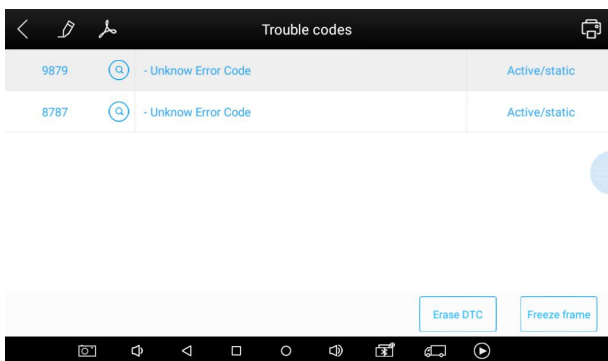 Trouble codes
9879 - Unknow Error Code Active/static
8787 - Unknow Error Code Active/static
Erase DTC Freeze frame